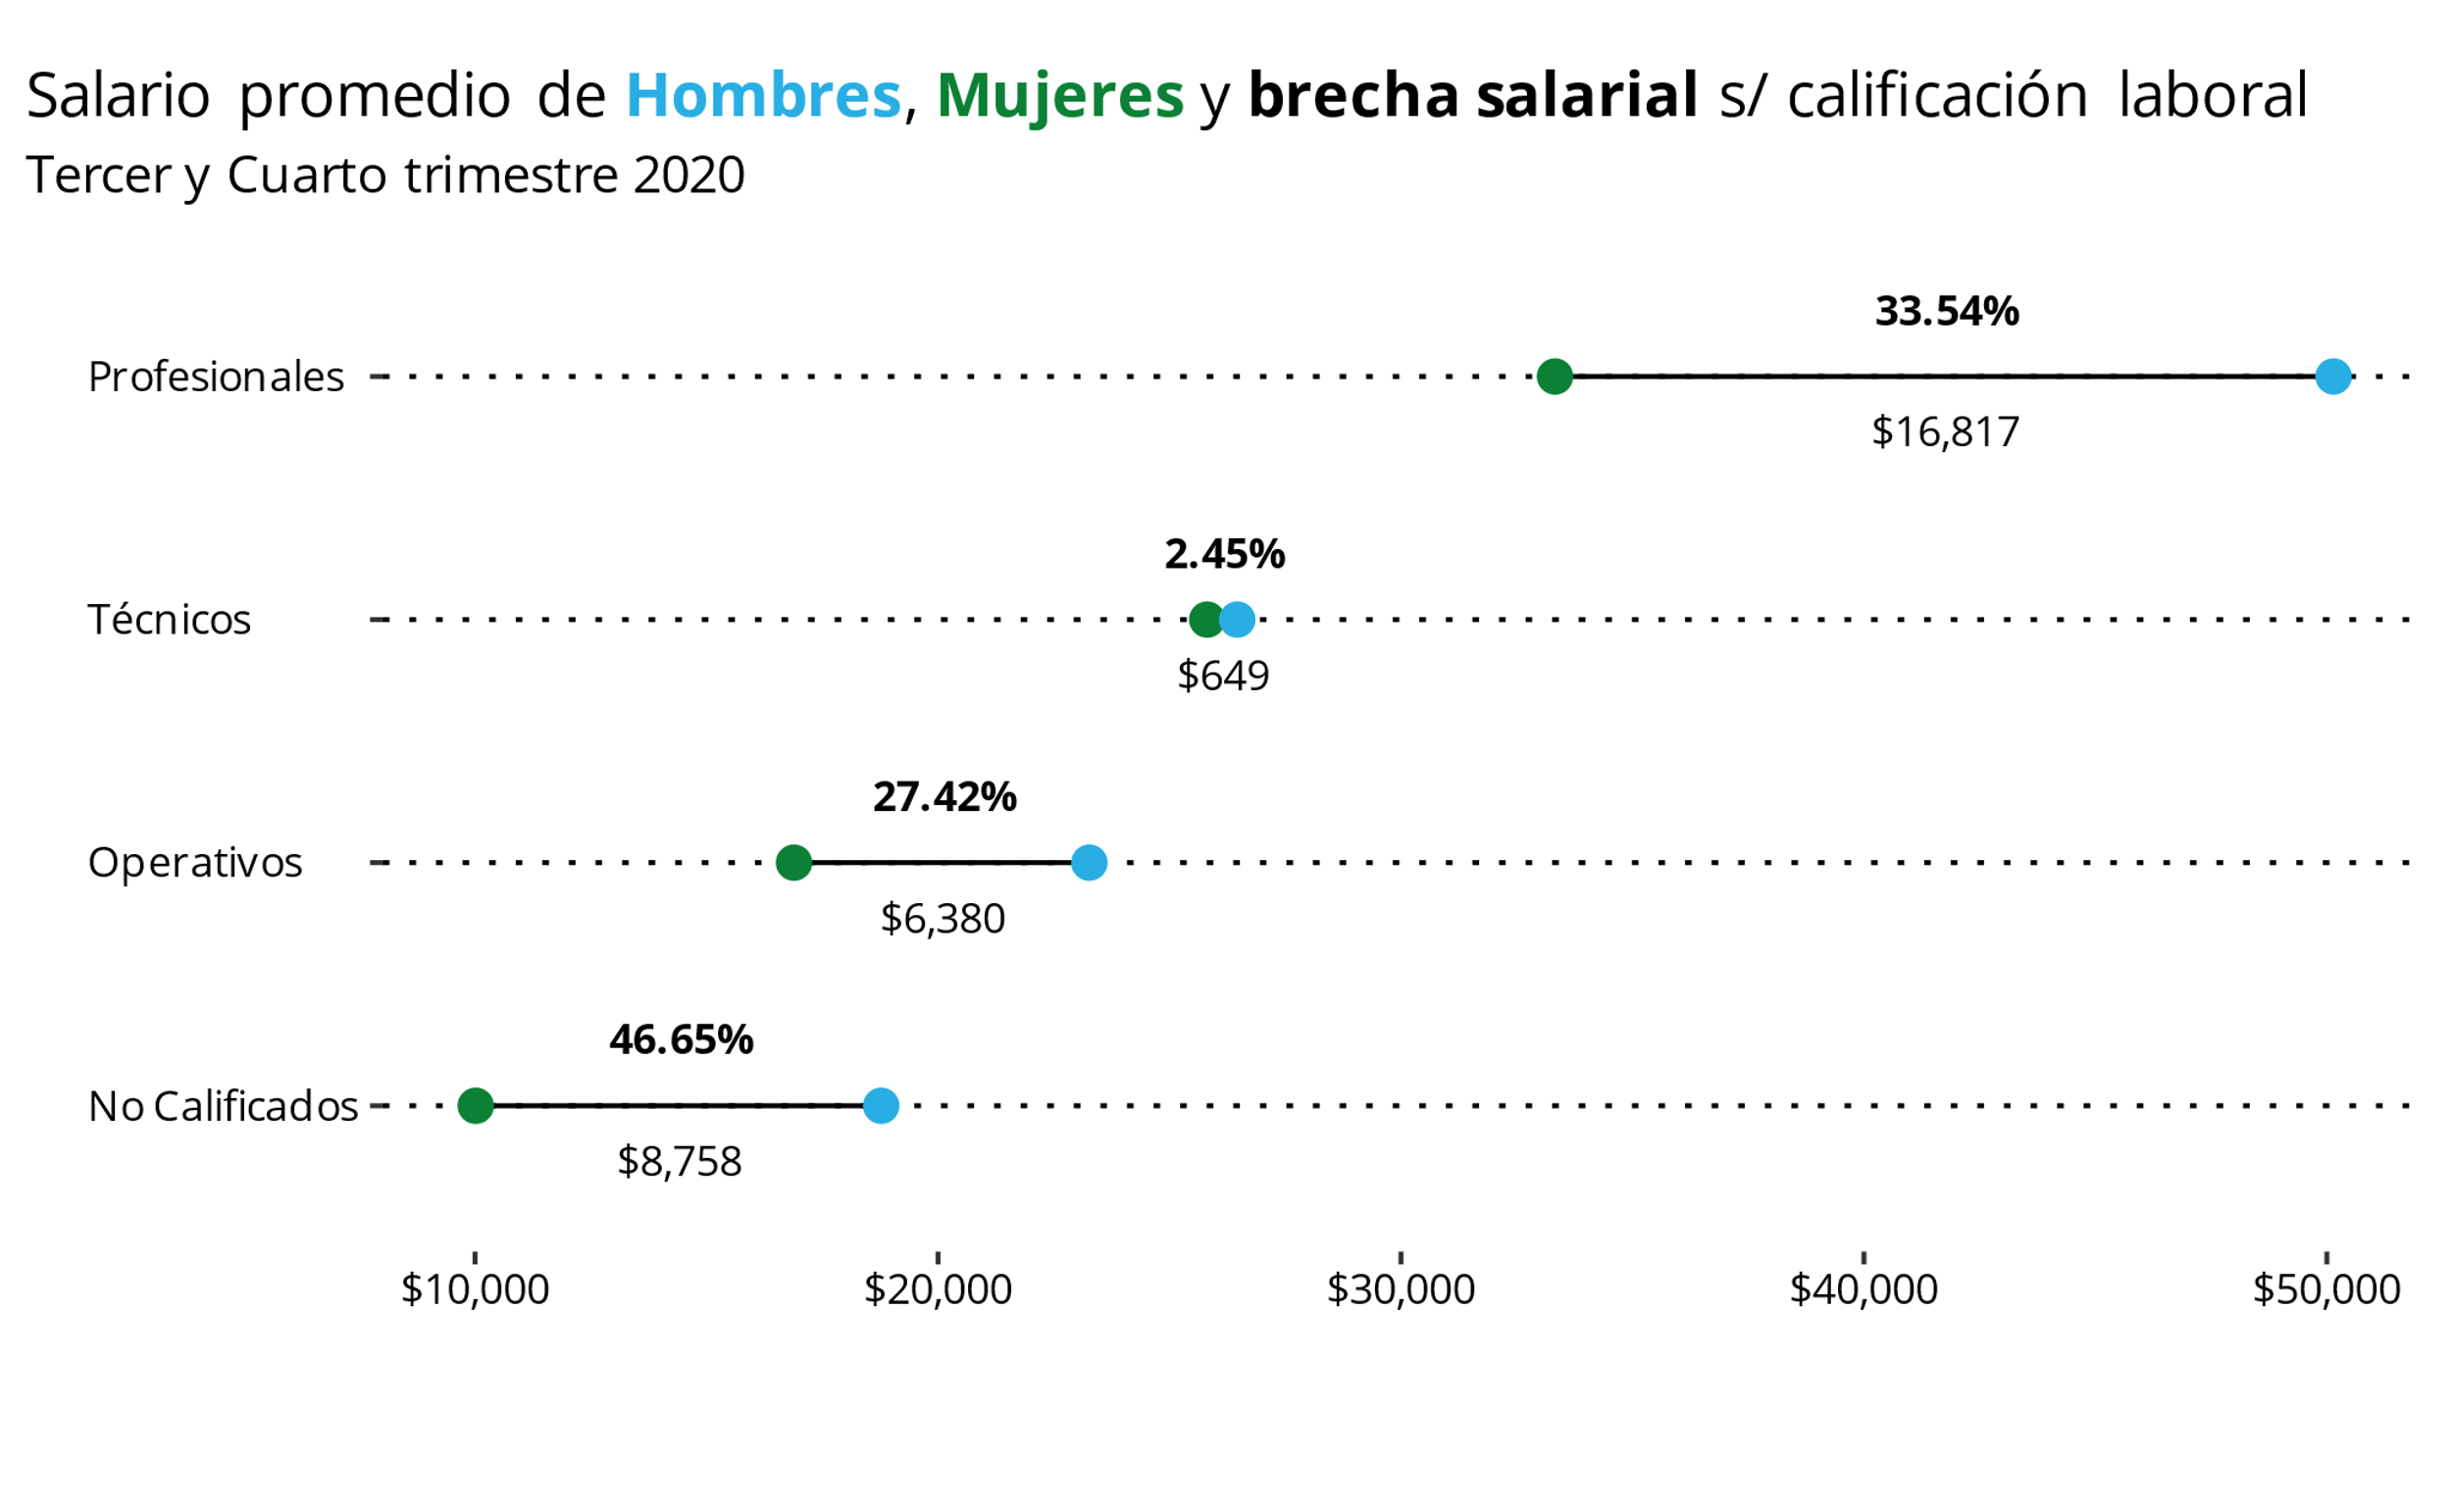 Salario promedio de Hombres, Mujeres y brecha salarial s/ calificación laboral
Tercer y Cuarto trimestre 2020
33.54%
Profesionales
$16,817
2.45%
Técnicos
$649
27.42%
Operativos
$6,380
46.65%
No Calificados
$8,758
$10,000 $20,000 $30,000 $40,000 $50,000